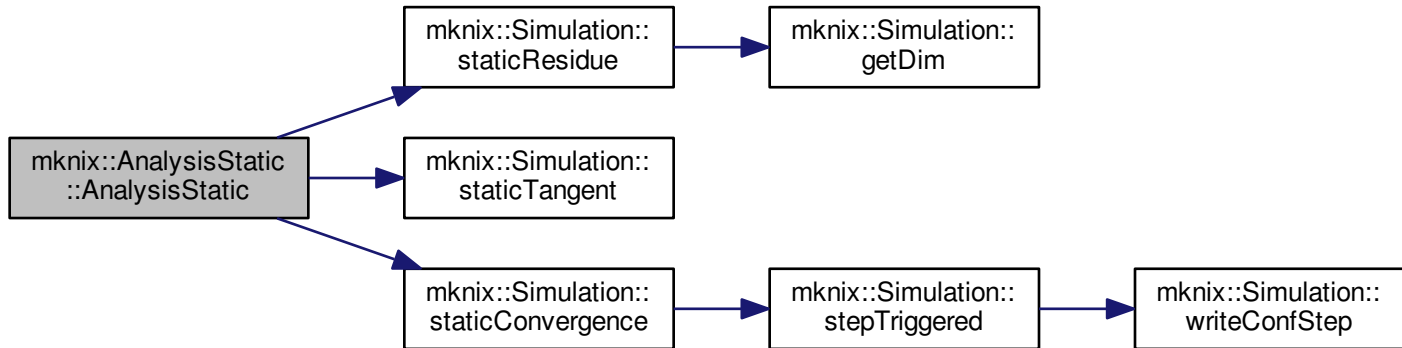 mknix::Simulation::
staticResidue
mknix::Simulation::
getDim
mknix::AnalysisStatic
::AnalysisStatic
mknix::Simulation::
staticTangent
mknix::Simulation::
staticConvergence
mknix::Simulation::
stepTriggered
mknix::Simulation::
writeConfStep